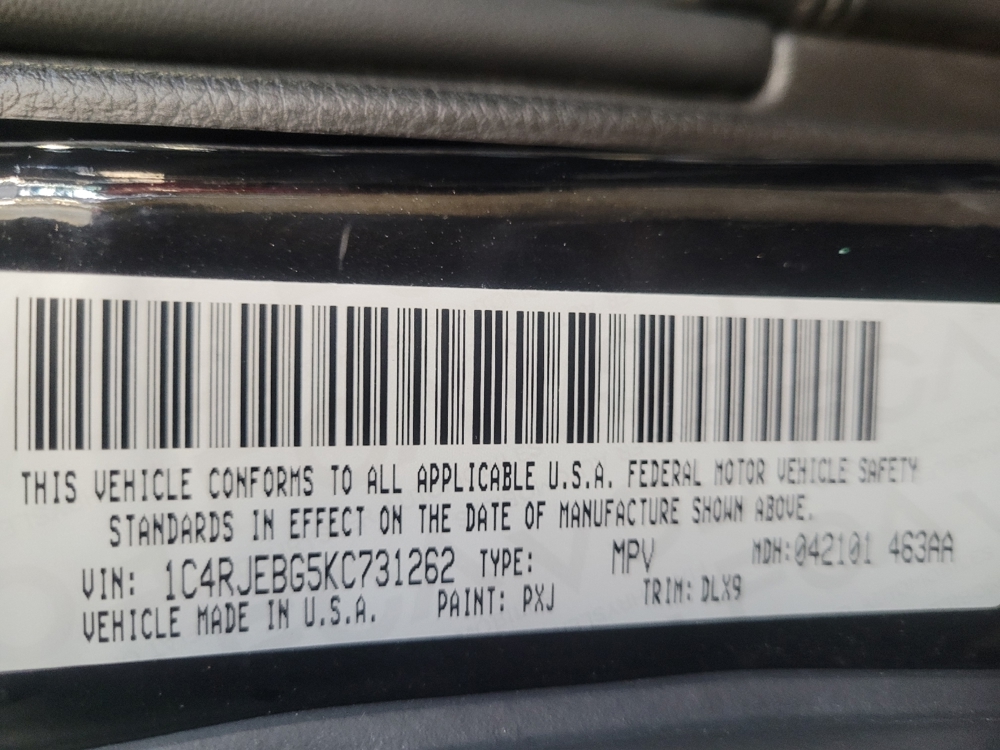 THIS VEHICLE CONFORMS TO ALL APPLICABLE U.S.A. FEDERAL MOTOR VEHICLE SAFETY
STANDARDS IN EFFECT ON THE DATE OF MANUFACTURE SHOWN ABOVE.
VIN: 1C4RJEBG5KC731262 TYPE: MPV MDH:042101 463AA
VEHICLE MADE IN U.S.A. PAINT: PXJ TRIM: DLX9